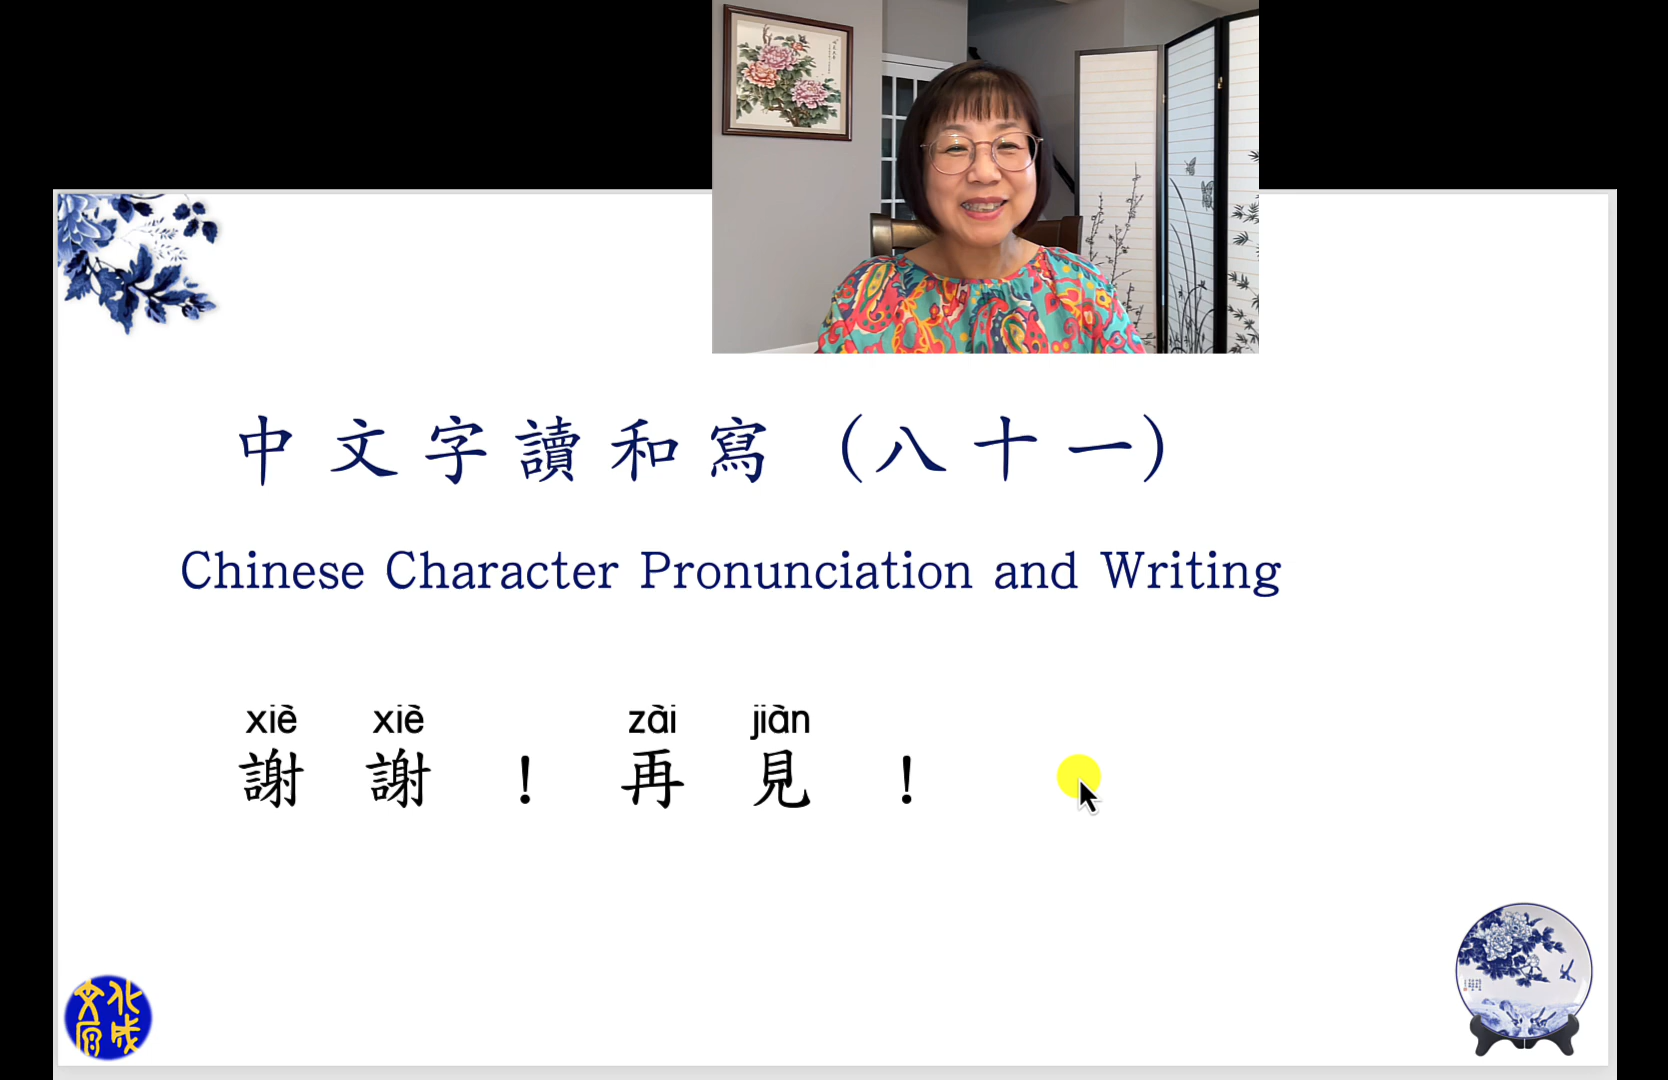 中文字讀和寫（八十一）
Chinese Character Pronunciation and Writing
xiè xiè zài jiàn
謝謝！再見！